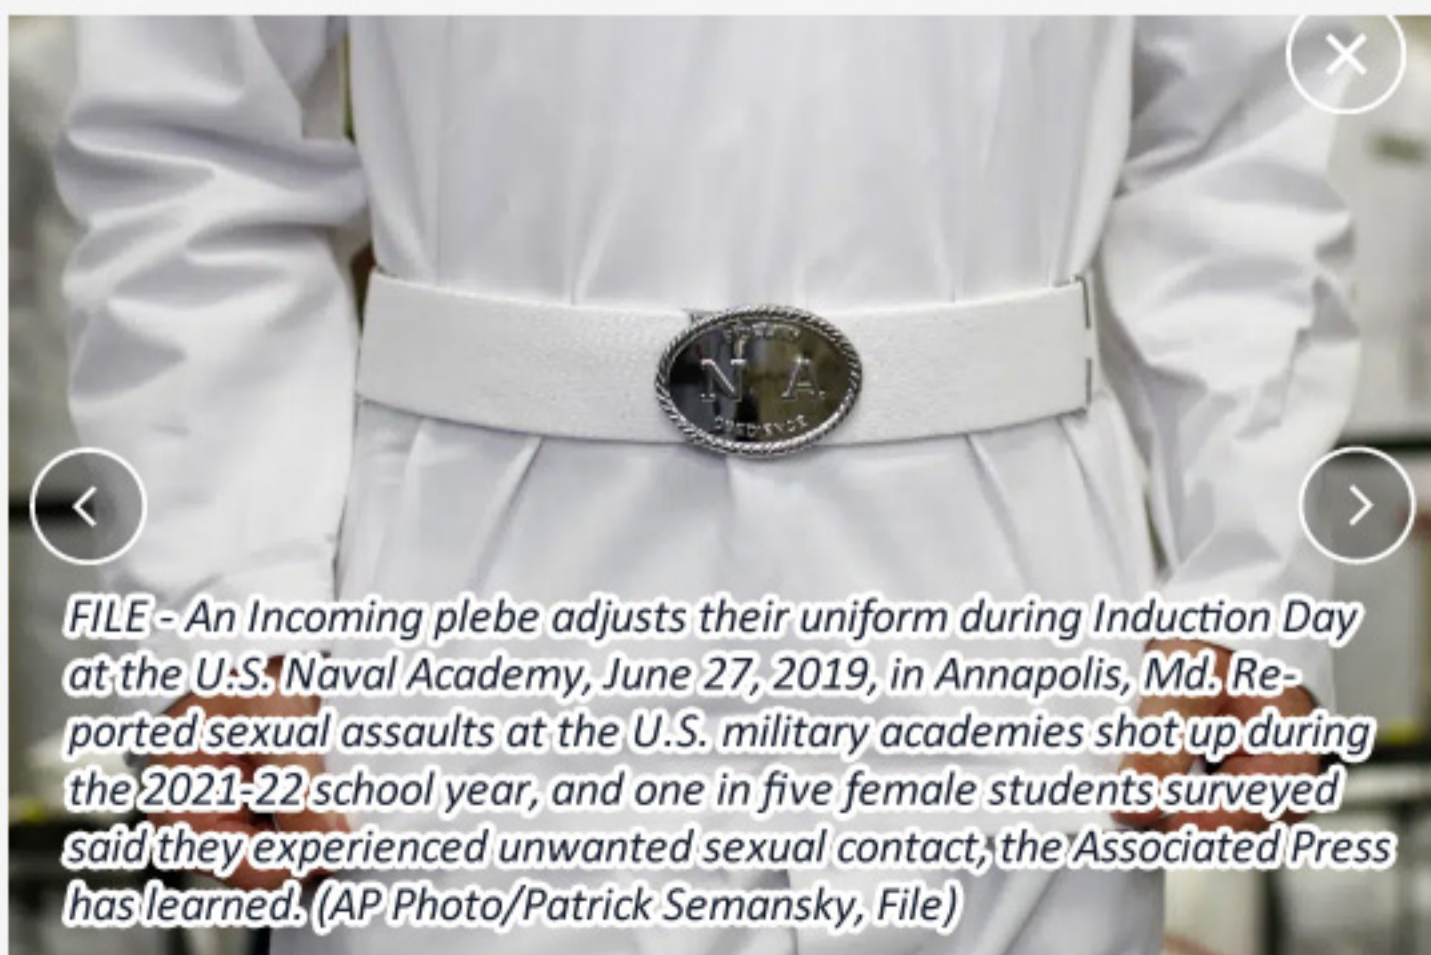 N A
OBEDIENCE
FILE - An Incoming plebe adjusts their uniform during Induction Day
at the U.S. Naval Academy, June 27, 2019, in Annapolis, Md. Re-
ported sexual assaults at the U.S. military academies shot up during
the 2021-22 school year, and one in five female students surveyed
said they experienced unwanted sexual contact, the Associated Press
has learned. (AP Photo/Patrick Semansky, File)